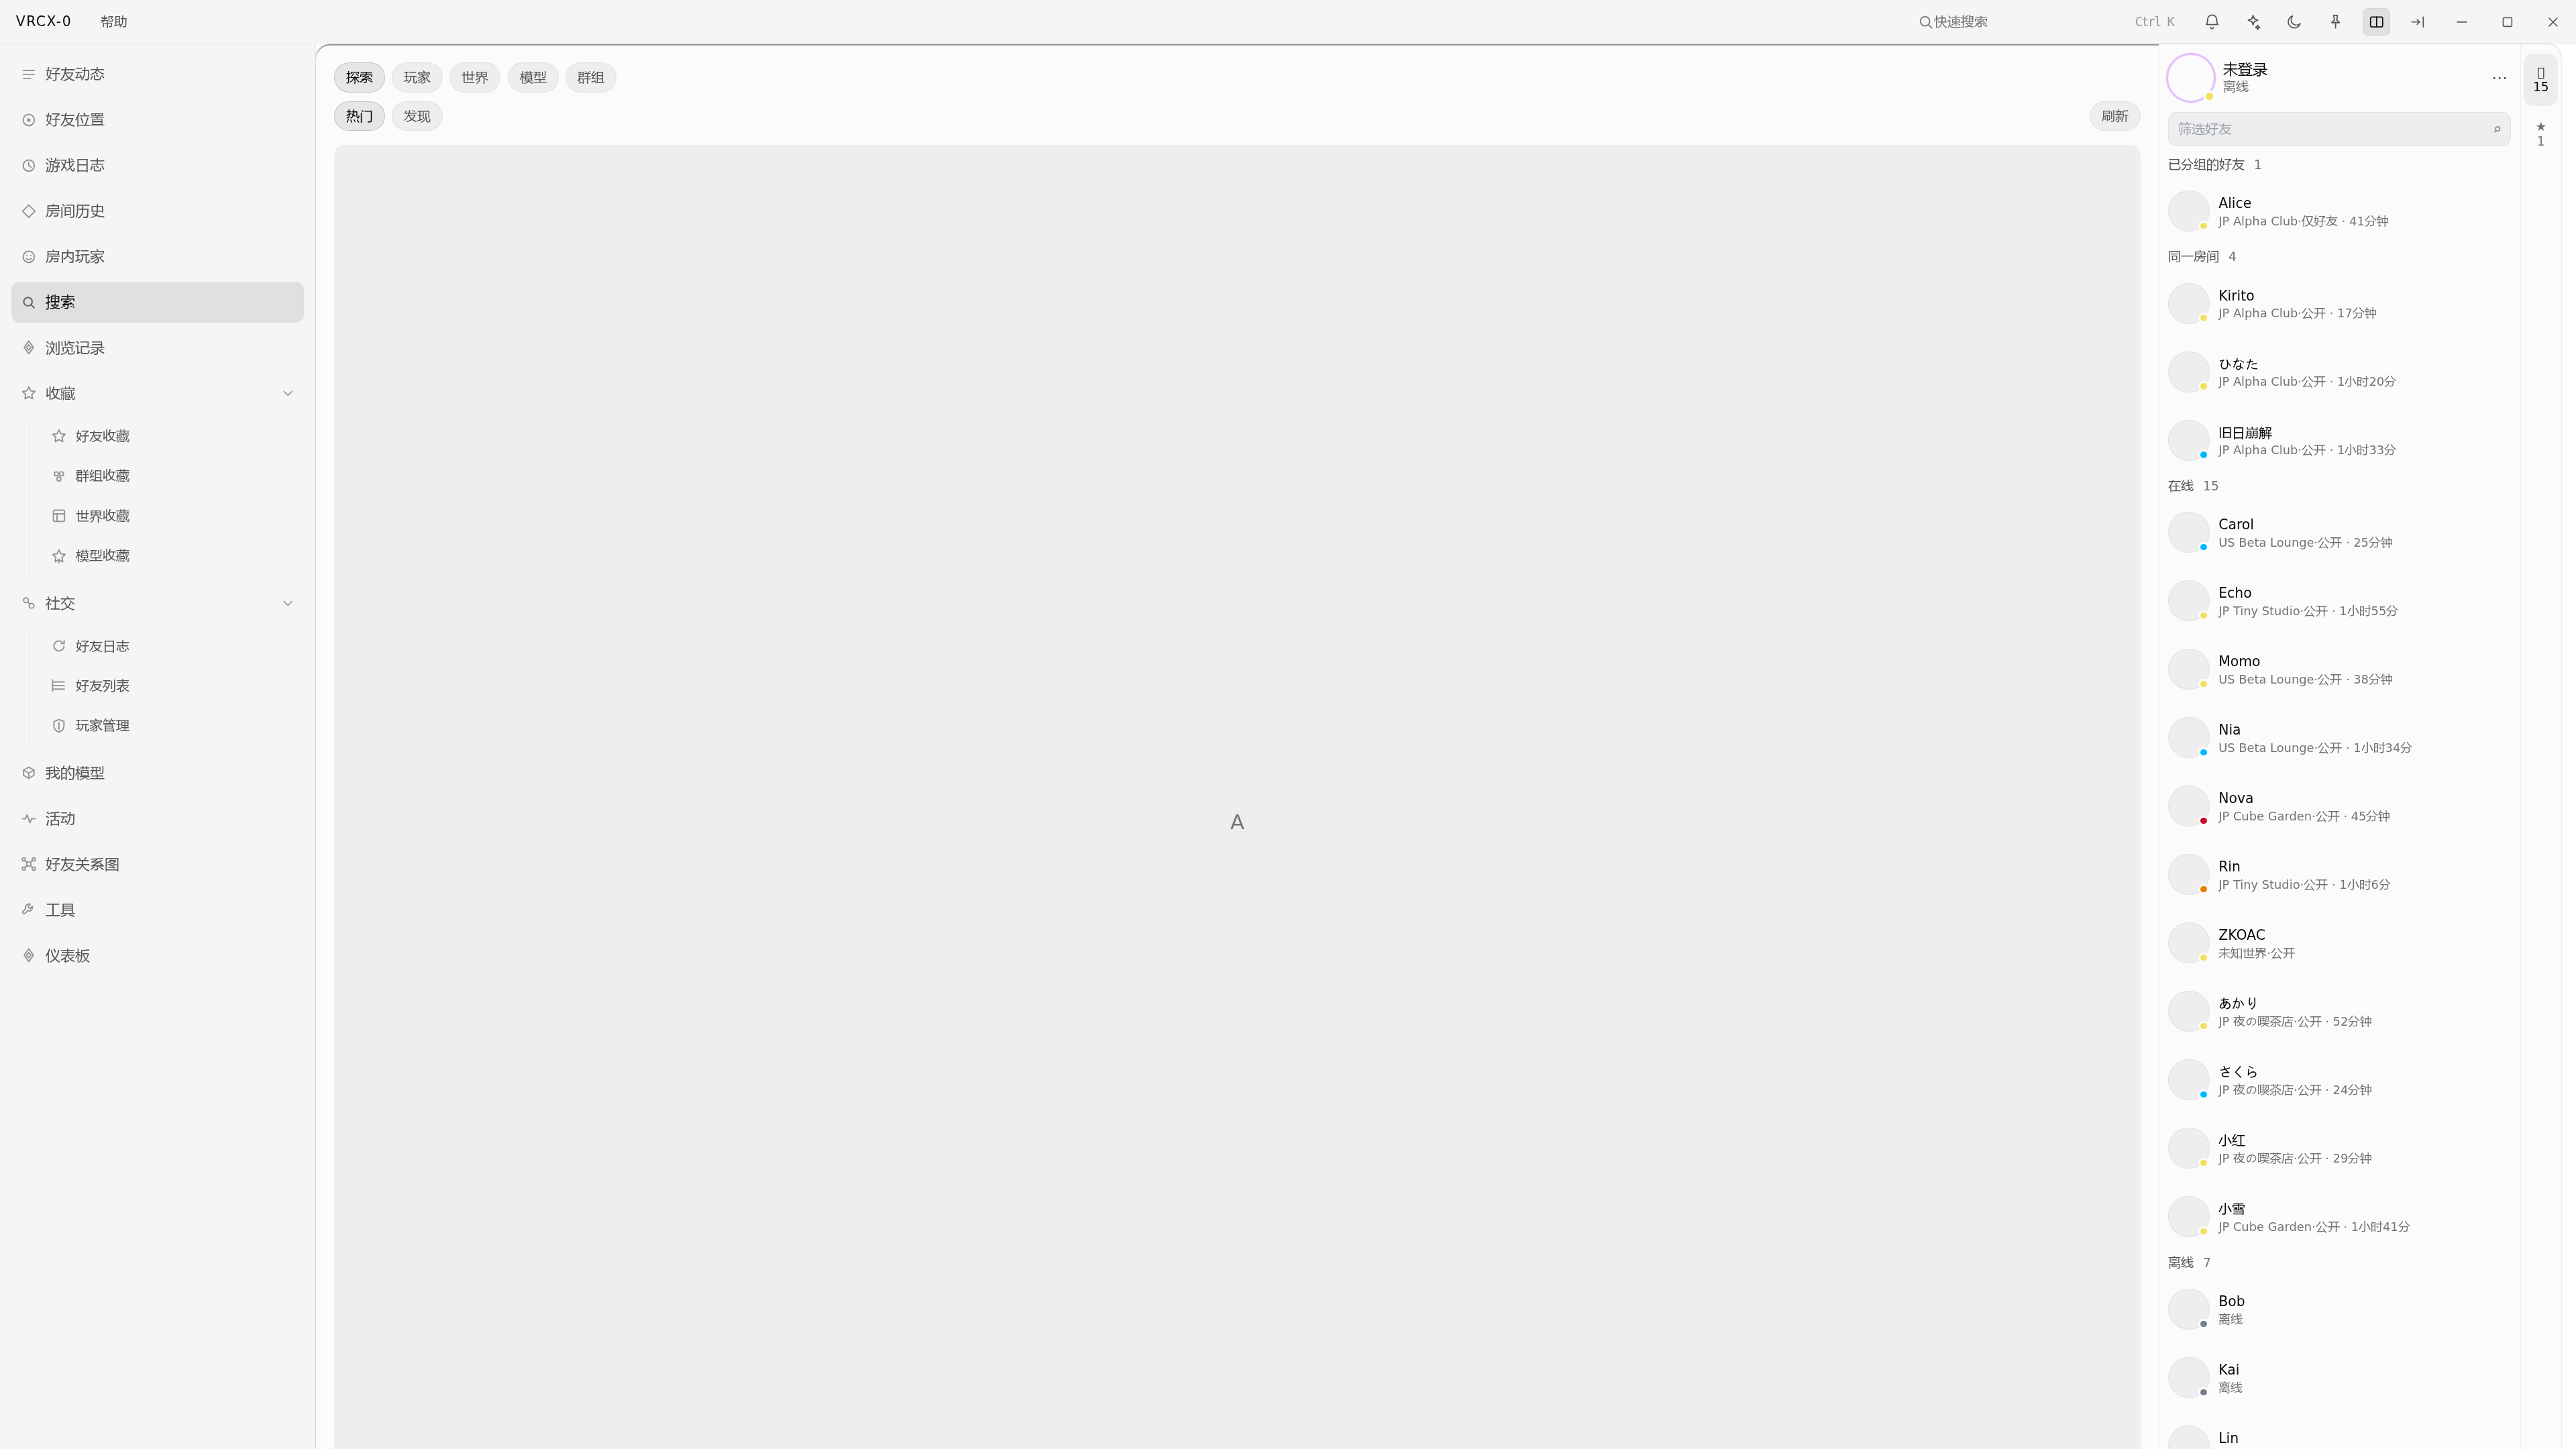 VRCX-0 帮助 快速搜索 Ctrl K
好友动态
好友位置
游戏日志
房间历史
房内玩家
搜索
浏览记录
收藏
好友收藏
群组收藏
世界收藏
模型收藏
社交
好友日志
好友列表
玩家管理
我的模型
活动
好友关系图
工具
仪表板
探索 玩家 世界 模型 群组
热门 发现 刷新
A
未登录
离线
筛选好友
已分组的好友 1
Alice
JP Alpha Club·仅好友 · 41分钟
同一房间 4
Kirito
JP Alpha Club·公开 · 17分钟
ひなた
JP Alpha Club·公开 · 1小时20分
旧日崩解
JP Alpha Club·公开 · 1小时33分
在线 15
Carol
US Beta Lounge·公开 · 25分钟
Echo
JP Tiny Studio·公开 · 1小时55分
Momo
US Beta Lounge·公开 · 38分钟
Nia
US Beta Lounge·公开 · 1小时34分
Nova
JP Cube Garden·公开 · 45分钟
Rin
JP Tiny Studio·公开 · 1小时6分
ZKOAC
未知世界·公开
あかり
JP 夜の喫茶店·公开 · 52分钟
さくら
JP 夜の喫茶店·公开 · 24分钟
小红
JP 夜の喫茶店·公开 · 29分钟
小雪
JP Cube Garden·公开 · 1小时41分
离线 7
Bob
离线
Kai
离线
Lin
15
★
1